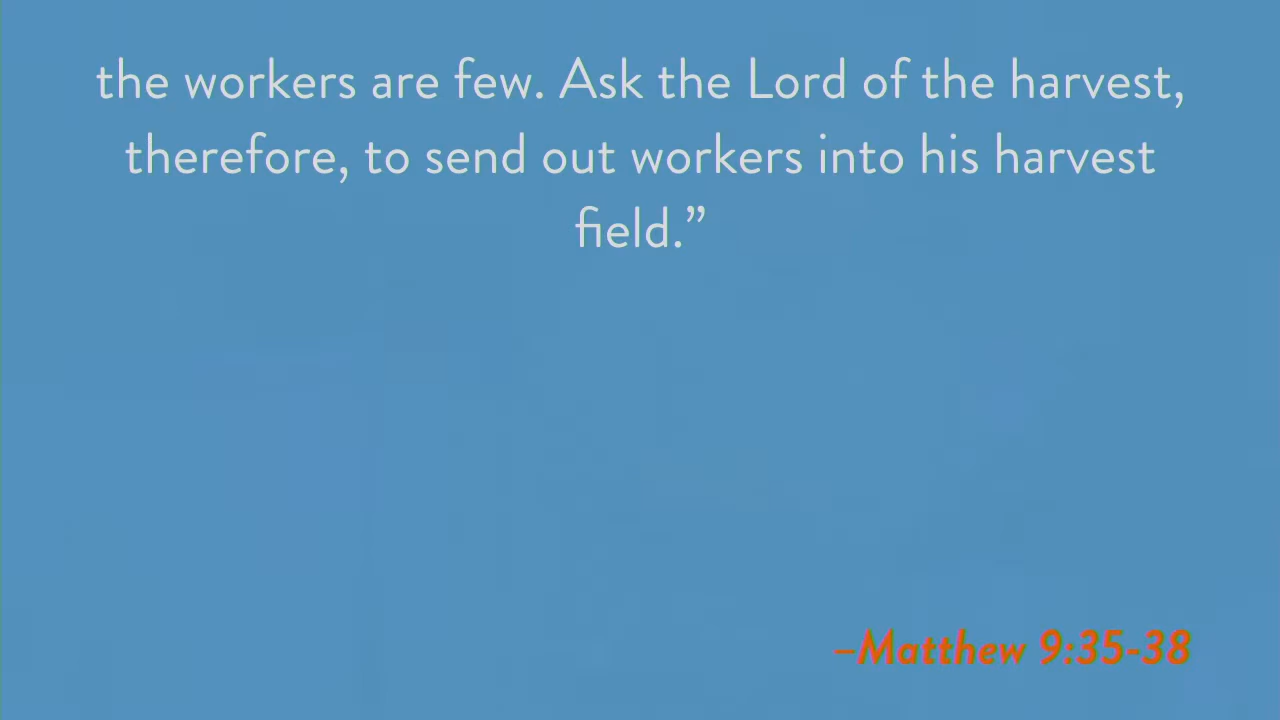 the workers are few. Ask the Lord of the harvest,
therefore, to send out workers into his harvest
field.”
–Matthew 9:35-38